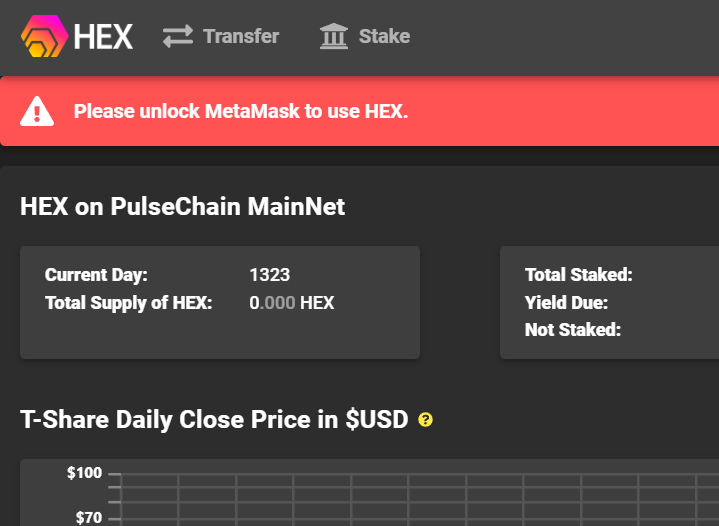 HEX Transfer Stake
Please unlock MetaMask to use HEX.
HEX on PulseChain MainNet
Current Day: 1323
Total Supply of HEX: 0.000 HEX
Total Staked:
Yield Due:
Not Staked:
T-Share Daily Close Price in $USD ?
$100
$70